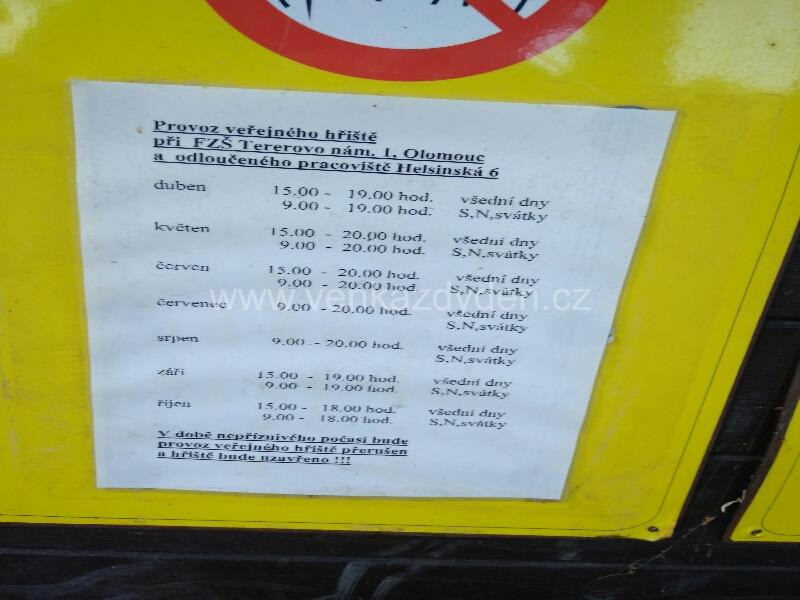 Provoz veřejného hřiště
při FZŠ Tererovo nám. 1, Olomouc
a odloučeného pracoviště Helsinská 6
duben 15.00 - 19.00 hod. všední dny
9.00 - 19.00 hod. S,N,svátky
květen 15.00 - 20.00 hod. všední dny
9.00 - 20.00 hod. S,N,svátky
červen 15.00 - 20.00 hod. všední dny
9.00 - 20.00 hod. S,N,svátky
www.venkazdyden.cz
červenec 9.00 - 20.00 hod. všední dny
S,N,svátky
srpen 9.00 - 20.00 hod. všední dny
S,N,svátky
září 15.00 - 19.00 hod. všední dny
9.00 - 19.00 hod. S,N,svátky
říjen 15.00 - 18.00 hod. všední dny
9.00 - 18.00 hod. S,N,svátky
V době nepříznivého počasí bude
provoz veřejného hřiště přerušen
a hřiště bude uzavřeno !!!